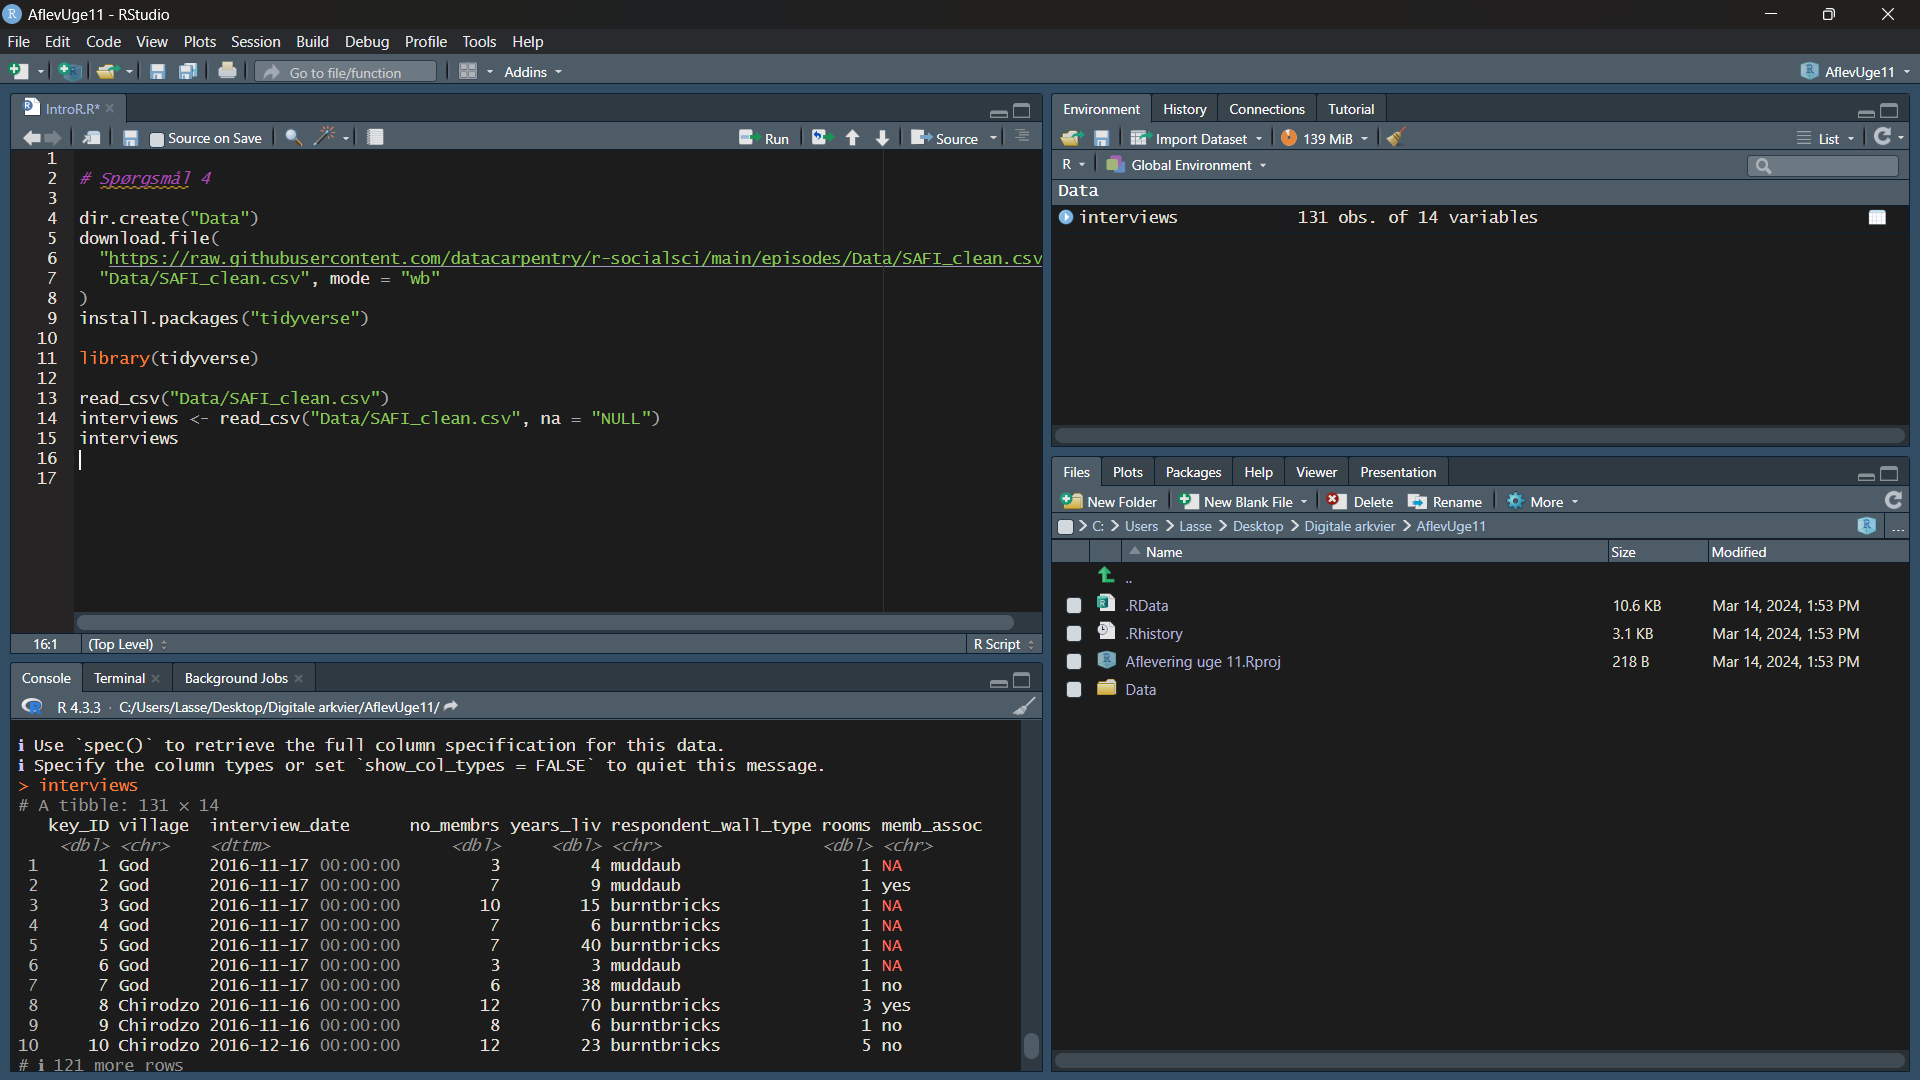 AflevUge11 - RStudio
File Edit Code View Plots Session Build Debug Profile Tools Help
Go to file/function Addins AflevUge11
IntroR.R*
Source on Save Run Source
1
2 # Spørgsmål 4
3
4 dir.create("Data")
5 download.file(
6 "https://raw.githubusercontent.com/datacarpentry/r-socialsci/main/episodes/Data/SAFI_clean.csv
7 "Data/SAFI_clean.csv", mode = "wb"
8 )
9 install.packages("tidyverse")
10
11 library(tidyverse)
12
13 read_csv("Data/SAFI_clean.csv")
14 interviews <- read_csv("Data/SAFI_clean.csv", na = "NULL")
15 interviews
16
17
16:1 (Top Level) R Script
Console Terminal Background Jobs
R 4.3.3 · C:/Users/Lasse/Desktop/Digitale arkvier/AflevUge11/
ℹ Use `spec()` to retrieve the full column specification for this data.
ℹ Specify the column types or set `show_col_types = FALSE` to quiet this message.
> interviews
# A tibble: 131 × 14
key_ID village interview_date no_membrs years_liv respondent_wall_type rooms memb_assoc
<dbl> <chr> <dttm> <dbl> <dbl> <chr> <dbl> <chr>
1 1 God 2016-11-17 00:00:00 3 4 muddaub 1 NA
2 2 God 2016-11-17 00:00:00 7 9 muddaub 1 yes
3 3 God 2016-11-17 00:00:00 10 15 burntbricks 1 NA
4 4 God 2016-11-17 00:00:00 7 6 burntbricks 1 NA
5 5 God 2016-11-17 00:00:00 7 40 burntbricks 1 NA
6 6 God 2016-11-17 00:00:00 3 3 muddaub 1 NA
7 7 God 2016-11-17 00:00:00 6 38 muddaub 1 no
8 8 Chirodzo 2016-11-16 00:00:00 12 70 burntbricks 3 yes
9 9 Chirodzo 2016-11-16 00:00:00 8 6 burntbricks 1 no
10 10 Chirodzo 2016-12-16 00:00:00 12 23 burntbricks 5 no
# ℹ 121 more rows
Environment History Connections Tutorial
Import Dataset 139 MiB List
R Global Environment
Data
interviews 131 obs. of 14 variables
Files Plots Packages Help Viewer Presentation
New Folder New Blank File Delete Rename More
C: > Users > Lasse > Desktop > Digitale arkvier > AflevUge11 ...
Name Size Modified
..
.RData 10.6 KB Mar 14, 2024, 1:53 PM
.Rhistory 3.1 KB Mar 14, 2024, 1:53 PM
Aflevering uge 11.Rproj 218 B Mar 14, 2024, 1:53 PM
Data